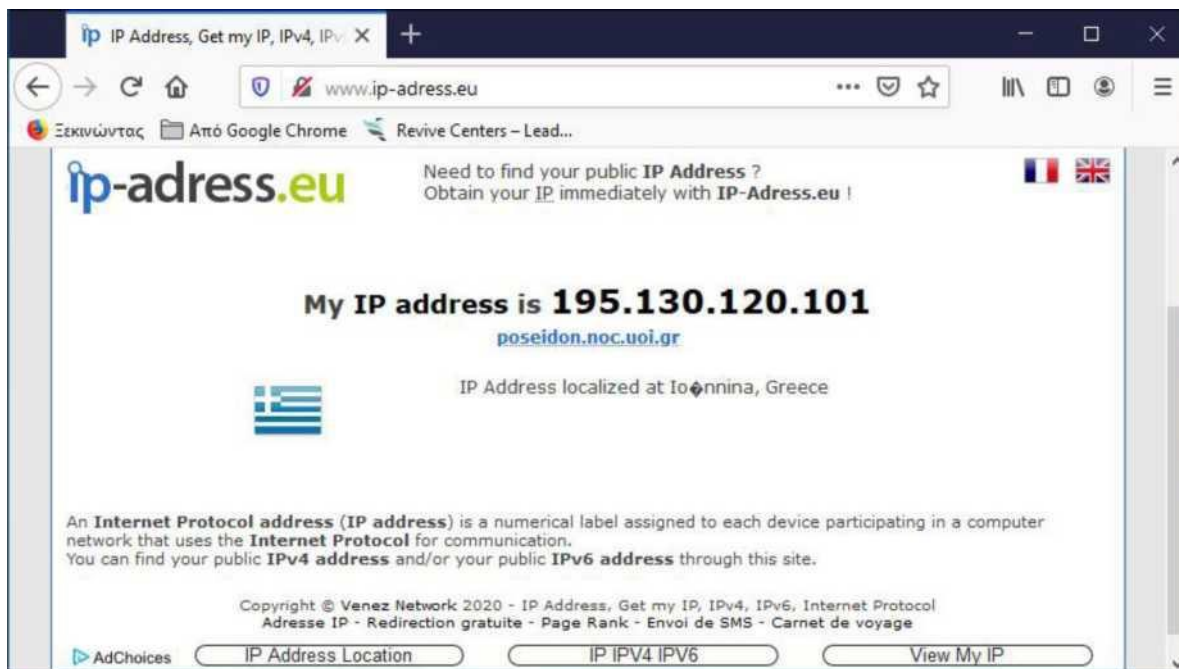 IP Address, Get my IP, IPv4, IPv
www.ip-adress.eu
Ξεκινώντας Από Google Chrome Revive Centers – Lead...
ip-adress.eu
Need to find your public IP Address ?
Obtain your IP immediately with IP-Adress.eu !
My IP address is 195.130.120.101
poseidon.noc.uoi.gr
IP Address localized at Io�nnina, Greece
An Internet Protocol address (IP address) is a numerical label assigned to each device participating in a computer
network that uses the Internet Protocol for communication.
You can find your public IPv4 address and/or your public IPv6 address through this site.
Copyright © Venez Network 2020 - IP Address, Get my IP, IPv4, IPv6, Internet Protocol
Adresse IP - Redirection gratuite - Page Rank - Envoi de SMS - Carnet de voyage
AdChoices IP Address Location IP IPV4 IPV6 View My IP